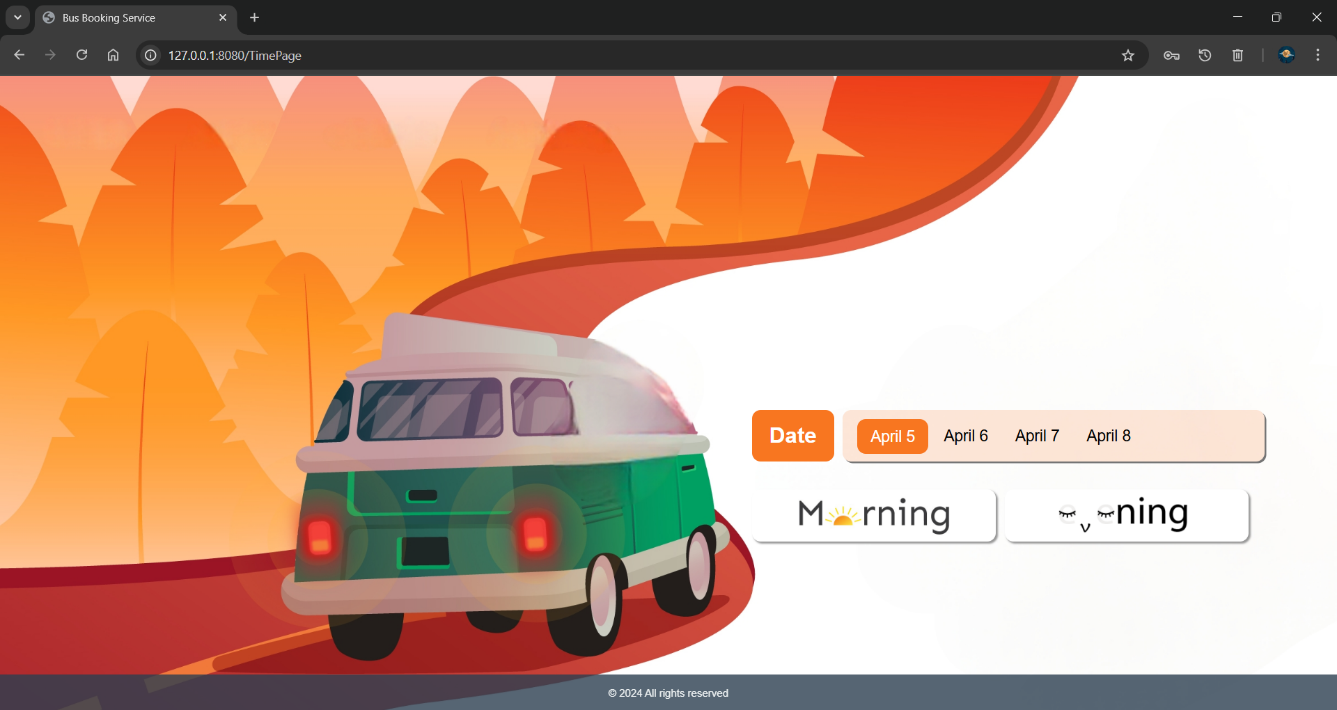 Bus Booking Service
127.0.0.1:8080/TimePage
Date April 5 April 6 April 7 April 8
Morning
Evening
© 2024 All rights reserved